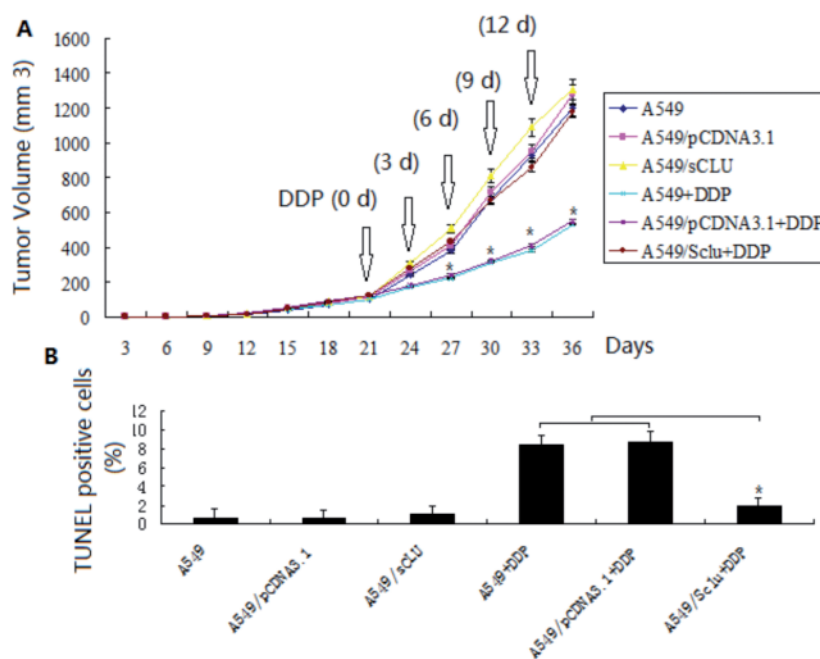 A
Tumor Volume (mm 3)
1600
1400
1200
1000
800
600
400
200
0
DDP (0 d)
(3 d)
(6 d)
(9 d)
(12 d)
*
*
*
*
3 6 9 12 15 18 21 24 27 30 33 36 Days
A549
A549/pCDNA3.1
A549/sCLU
A549+DDP
A549/pCDNA3.1+DDP
A549/Sclu+DDP
B
TUNEL positive cells
(%)
12
10
8
6
4
2
0
*
A549
A549/pCDNA3.1
A549/sCLU
A549+DDP
A549/pCDNA3.1+DDP
A549/Sclu+DDP